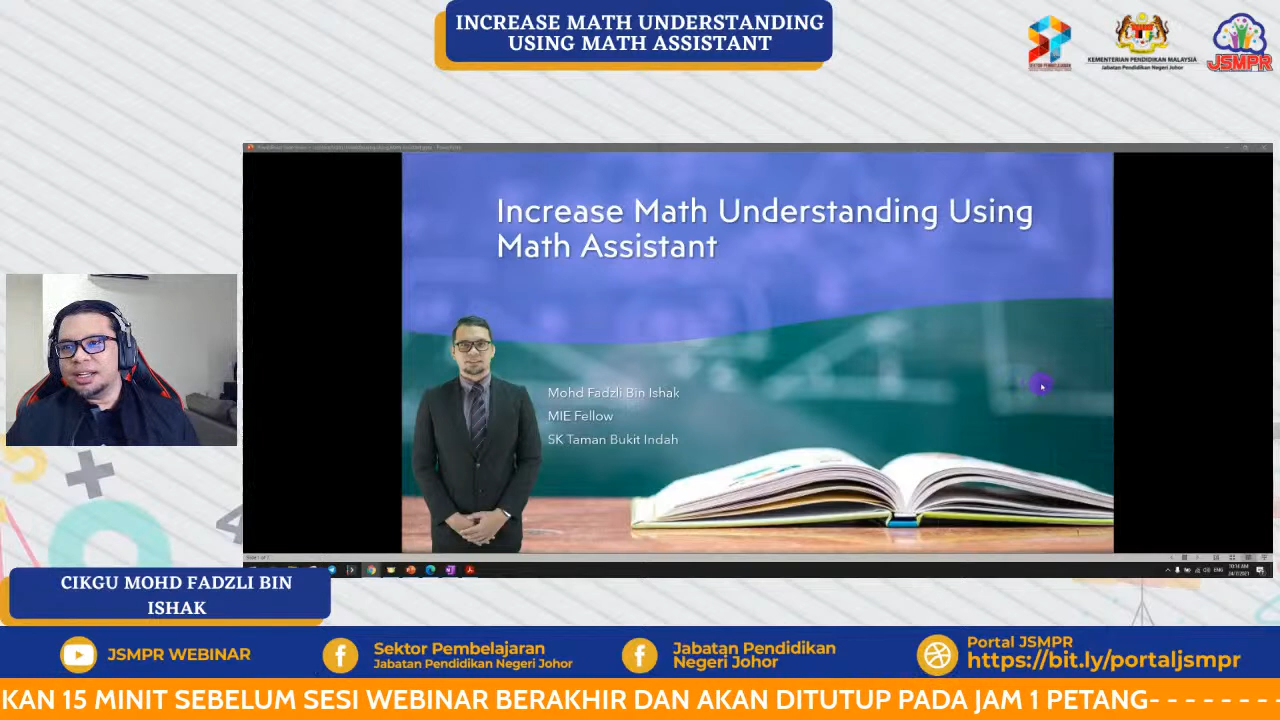 INCREASE MATH UNDERSTANDING
USING MATH ASSISTANT
KEMENTERIAN PENDIDIKAN MALAYSIA
Jabatan Pendidikan Negeri Johor
JSMPR
Increase Math Understanding Using
Math Assistant
Mohd Fadzli Bin Ishak
MIE Fellow
SK Taman Bukit Indah
CIKGU MOHD FADZLI BIN
ISHAK
JSMPR WEBINAR
Sektor Pembelajaran
Jabatan Pendidikan Negeri Johor
Jabatan Pendidikan
Negeri Johor
Portal JSMPR
https://bit.ly/portaljsmpr
KAN 15 MINIT SEBELUM SESI WEBINAR BERAKHIR DAN AKAN DITUTUP PADA JAM 1 PETANG- - - - - - -